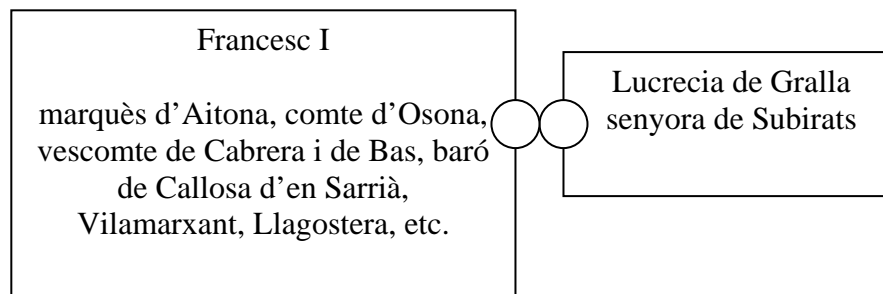 Francesc I
marquès d’Aitona, comte d’Osona,
vescomte de Cabrera i de Bas, baró
de Callosa d’en Sarrià,
Vilamarxant, Llagostera, etc.
Lucrecia de Gralla
senyora de Subirats